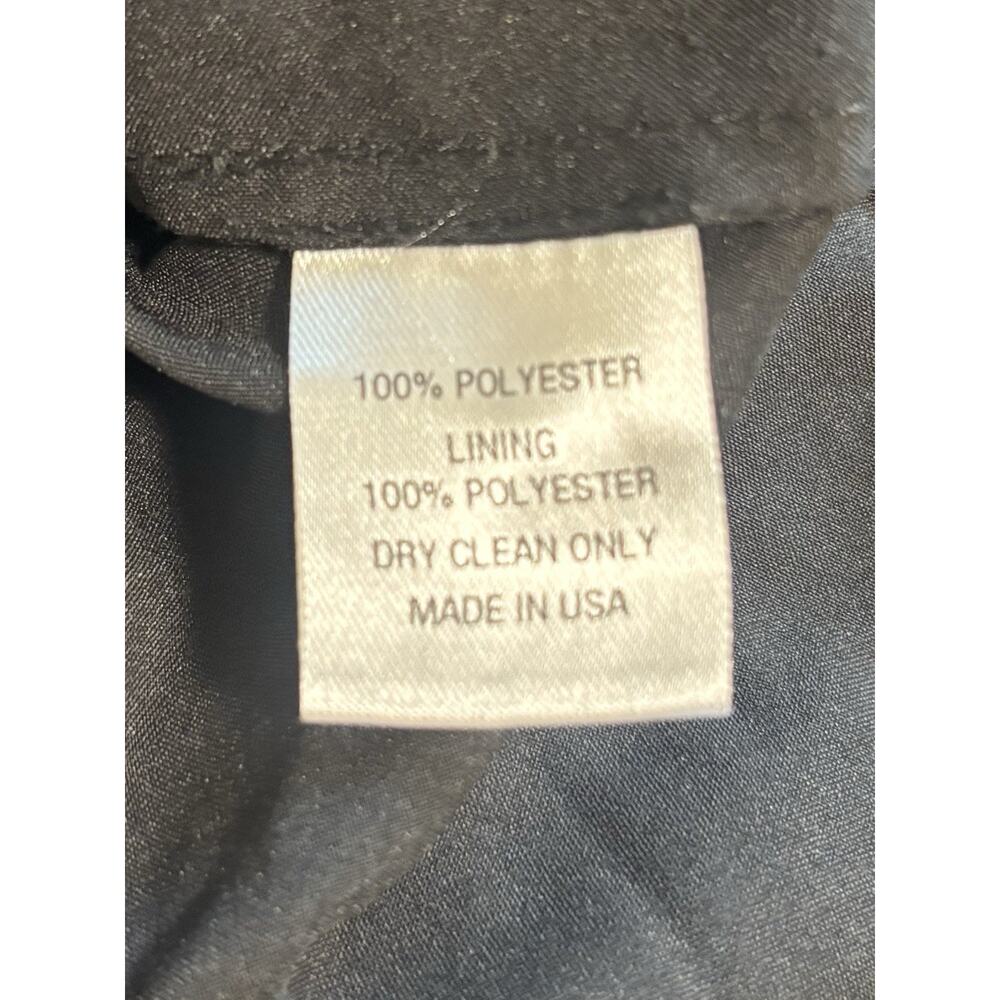 100% POLYESTER
LINING
100% POLYESTER
DRY CLEAN ONLY
MADE IN USA